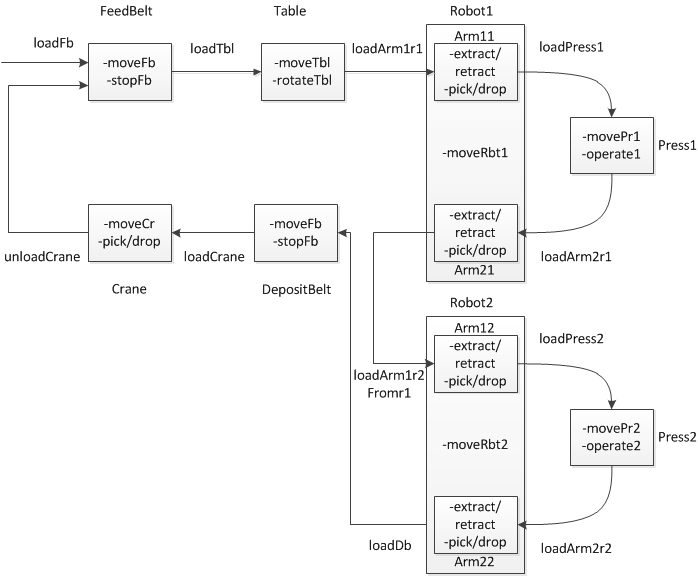 FeedBelt
Table
Robot1
loadFb
-moveFb
-stopFb
loadTbl
-moveTbl
-rotateTbl
loadArm1r1
Arm11
-extract/
retract
-pick/drop
loadPress1
-movePr1
-operate1
Press1
-moveRbt1
-extract/
retract
-pick/drop
Arm21
loadArm2r1
unloadCrane
-moveCr
-pick/drop
Crane
loadCrane
-moveFb
-stopFb
DepositBelt
Robot2
Arm12
-extract/
retract
-pick/drop
loadArm1r2
Fromr1
loadPress2
-movePr2
-operate2
Press2
-moveRbt2
-extract/
retract
-pick/drop
Arm22
loadDb
loadArm2r2